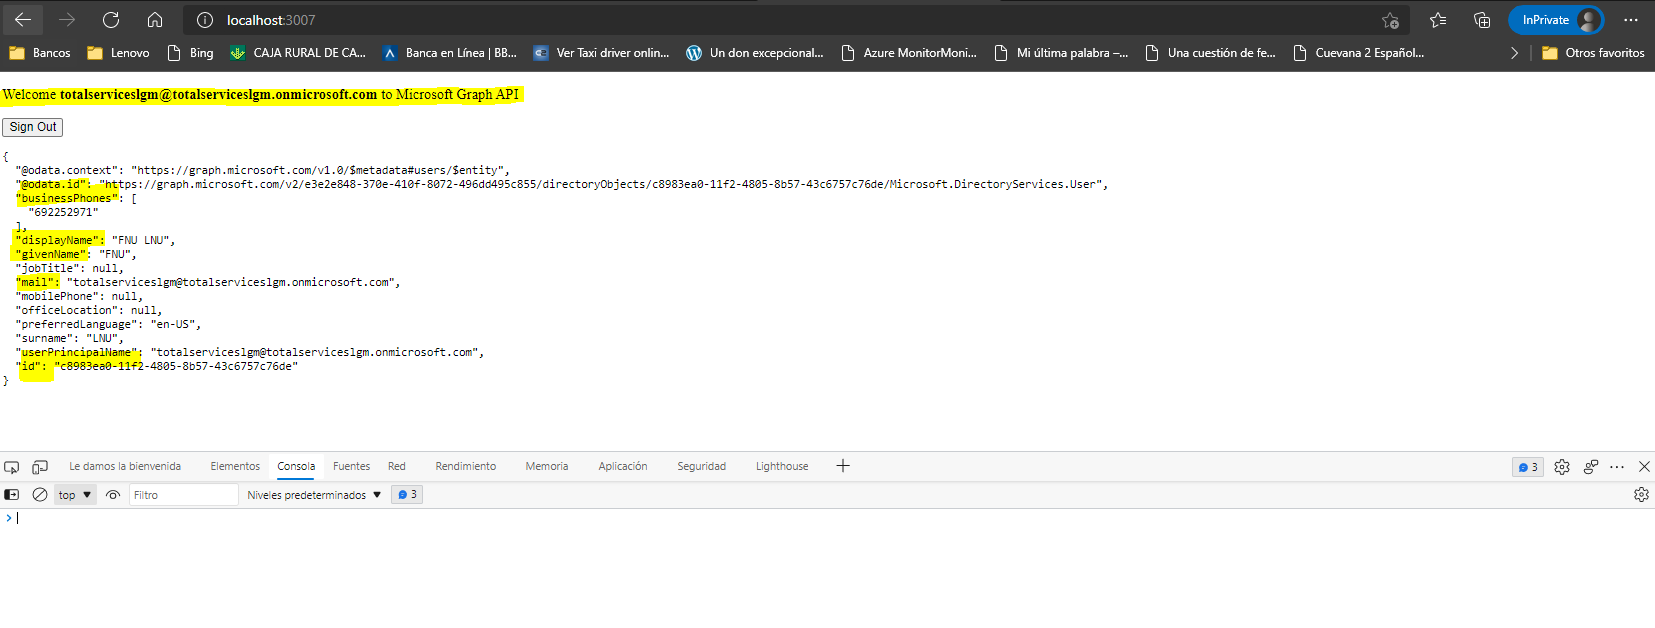 localhost:3007
InPrivate
Bancos Lenovo Bing CAJA RURAL DE CA... Banca en Línea | BB... Ver Taxi driver onlin... Un don excepcional... Azure MonitorMoni... Mi última palabra –... Una cuestión de fe... Cuevana 2 Español... Otros favoritos
Welcome totalserviceslgm@totalserviceslgm.onmicrosoft.com to Microsoft Graph API
Sign Out
{
"@odata.context": "https://graph.microsoft.com/v1.0/$metadata#users/$entity",
"@odata.id": "https://graph.microsoft.com/v2/e3e2e848-370e-410f-8072-496dd495c855/directoryObjects/c8983ea0-11f2-4805-8b57-43c6757c76de/Microsoft.DirectoryServices.User",
"businessPhones": [
"692252971"
],
"displayName": "FNU LNU",
"givenName": "FNU",
"jobTitle": null,
"mail": "totalserviceslgm@totalserviceslgm.onmicrosoft.com",
"mobilePhone": null,
"officeLocation": null,
"preferredLanguage": "en-US",
"surname": "LNU",
"userPrincipalName": "totalserviceslgm@totalserviceslgm.onmicrosoft.com",
"id": "c8983ea0-11f2-4805-8b57-43c6757c76de"
}
Le damos la bienvenida Elementos Consola Fuentes Red Rendimiento Memoria Aplicación Seguridad Lighthouse 3
top Filtro Niveles predeterminados 3